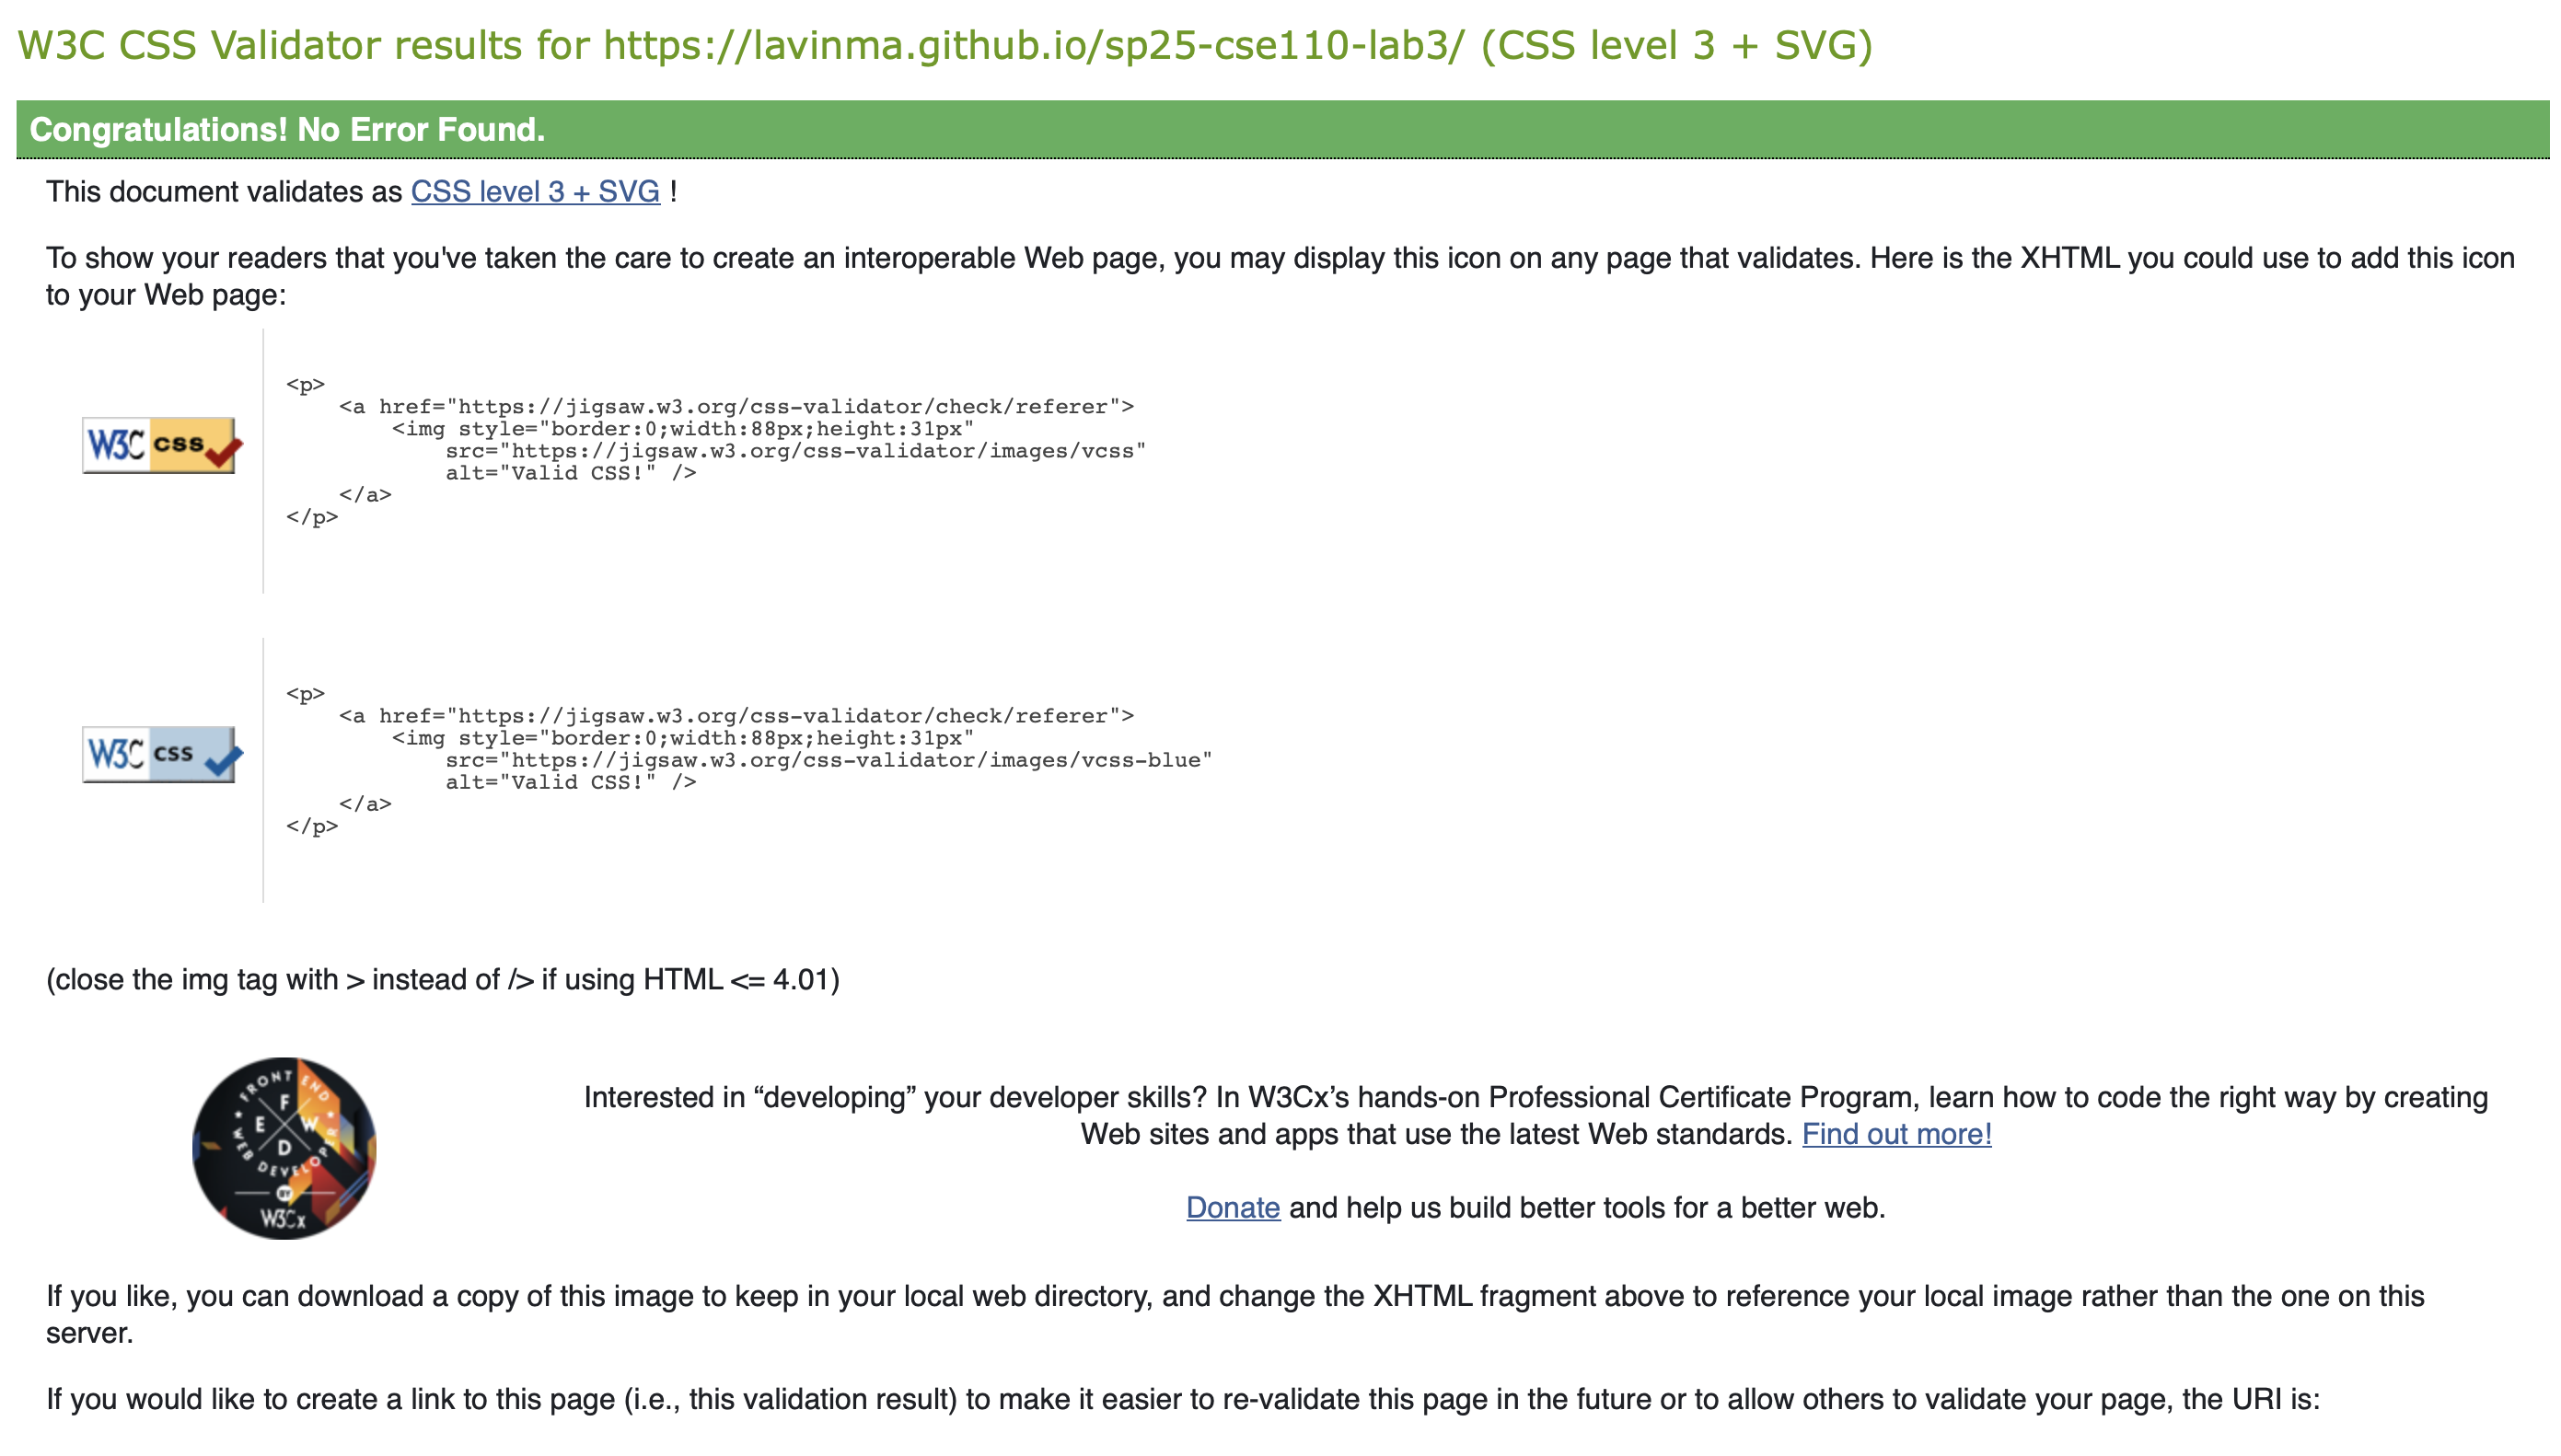 W3C CSS Validator results for https://lavinma.github.io/sp25-cse110-lab3/ (CSS level 3 + SVG)
Congratulations! No Error Found.
This document validates as CSS level 3 + SVG !
To show your readers that you've taken the care to create an interoperable Web page, you may display this icon on any page that validates. Here is the XHTML you could use to add this icon
to your Web page:
W3C css
<p>
    <a href="https://jigsaw.w3.org/css-validator/check/referer">
        <img style="border:0;width:88px;height:31px"
            src="https://jigsaw.w3.org/css-validator/images/vcss"
            alt="Valid CSS!" />
    </a>
</p>
W3C css
<p>
    <a href="https://jigsaw.w3.org/css-validator/check/referer">
        <img style="border:0;width:88px;height:31px"
            src="https://jigsaw.w3.org/css-validator/images/vcss-blue"
            alt="Valid CSS!" />
    </a>
</p>
(close the img tag with > instead of /> if using HTML <= 4.01)
FRONT END
WEB DEVELOPER
F
E W
D
BY
W3Cx
Interested in “developing” your developer skills? In W3Cx’s hands-on Professional Certificate Program, learn how to code the right way by creating
Web sites and apps that use the latest Web standards. Find out more!
Donate and help us build better tools for a better web.
If you like, you can download a copy of this image to keep in your local web directory, and change the XHTML fragment above to reference your local image rather than the one on this
server.
If you would like to create a link to this page (i.e., this validation result) to make it easier to re-validate this page in the future or to allow others to validate your page, the URI is: